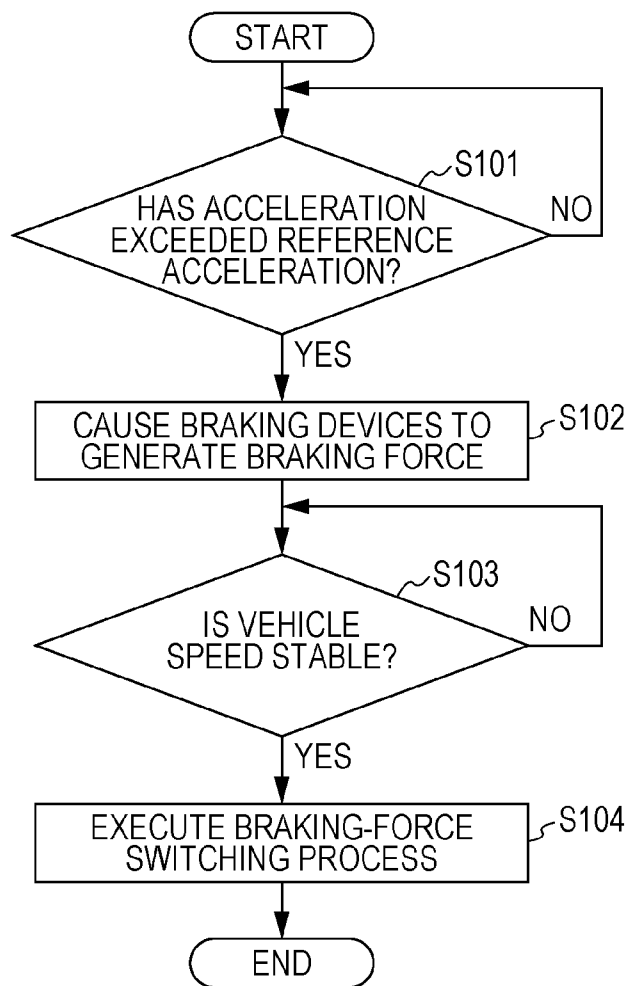 START
S101
HAS ACCELERATION
EXCEEDED REFERENCE
ACCELERATION?
NO
YES
CAUSE BRAKING DEVICES TO
GENERATE BRAKING FORCE
S102
S103
IS VEHICLE
SPEED STABLE?
NO
YES
EXECUTE BRAKING-FORCE
SWITCHING PROCESS
S104
END